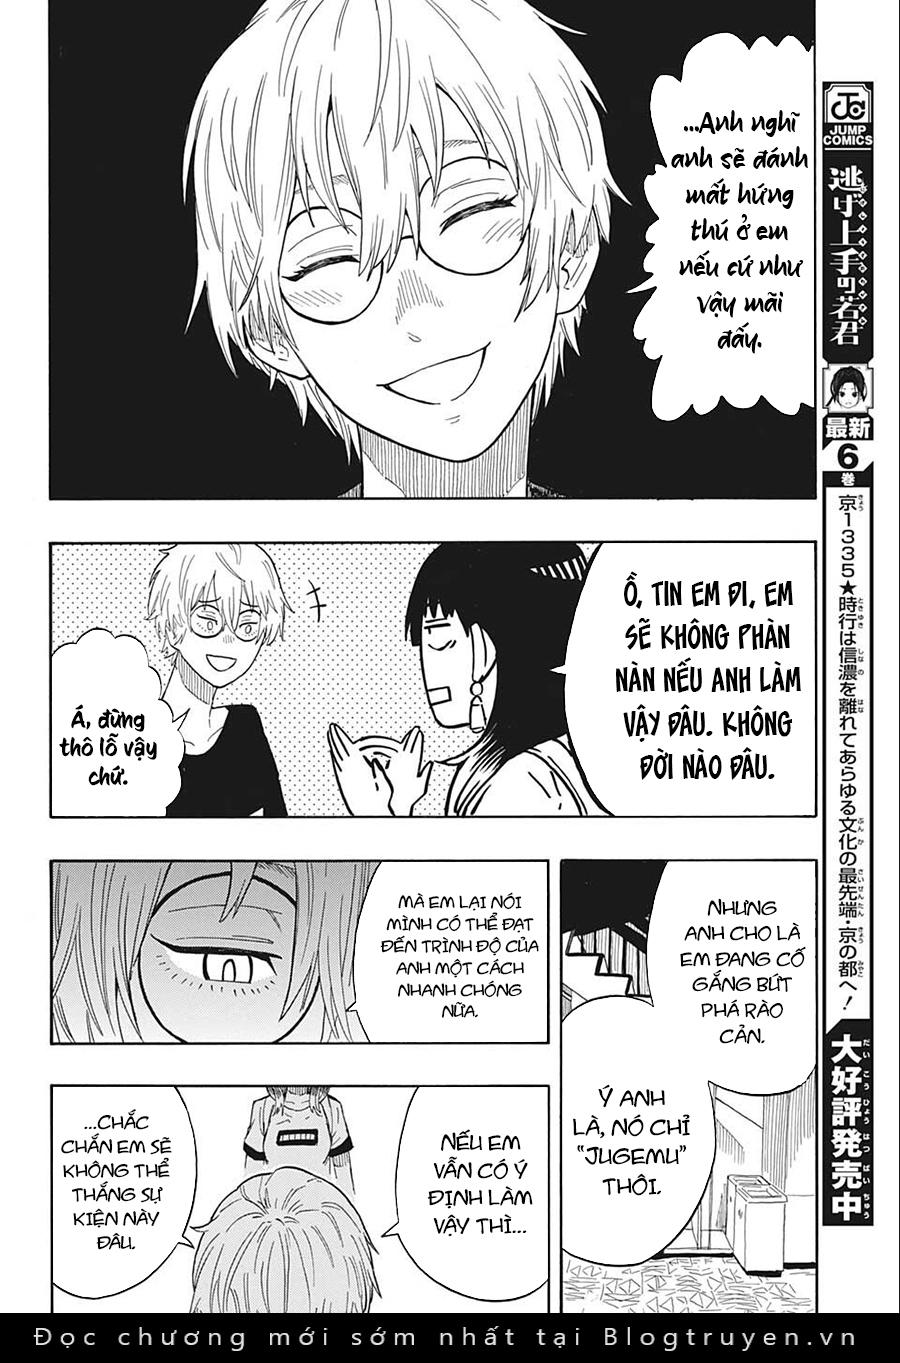 ...Anh nghĩ
anh sẽ đánh
mất hứng
thú ở em
nếu cứ như
vậy mãi
đấy.
Ồ, TIN EM ĐI, EM
SẼ KHÔNG PHÀN
NÀN NẾU ANH LÀM
VẬY ĐÂU. KHÔNG
ĐỜI NÀO ĐÂU.
Á, đừng
thô lỗ vậy
chứ.
NHƯNG
ANH CHO LÀ
EM ĐANG CỐ
GẮNG BỨT
PHÁ RÀO
CẢN.
Ý ANH
LÀ, NÓ CHỈ
"JUGEMU"
THÔI.
MÀ EM LẠI NÓI
MÌNH CÓ THỂ ĐẠT
ĐẾN TRÌNH ĐỘ CỦA
ANH MỘT CÁCH
NHANH CHÓNG
NỮA.
NẾU EM
VẪN CÓ Ý
ĐỊNH LÀM
VẬY THÌ...
...CHẮC
CHẮN EM SẼ
KHÔNG THỂ
THẮNG SỰ
KIỆN NÀY
ĐÂU.
JC
JUMP
COMICS
逃げ上手の若君
最新
6
巻
京1335★時行は信濃を離れてあらゆる文化の最先端・京の都へ!
大好評発売中
Đọc chương mới sớm nhất tại Blogtruyen.vn